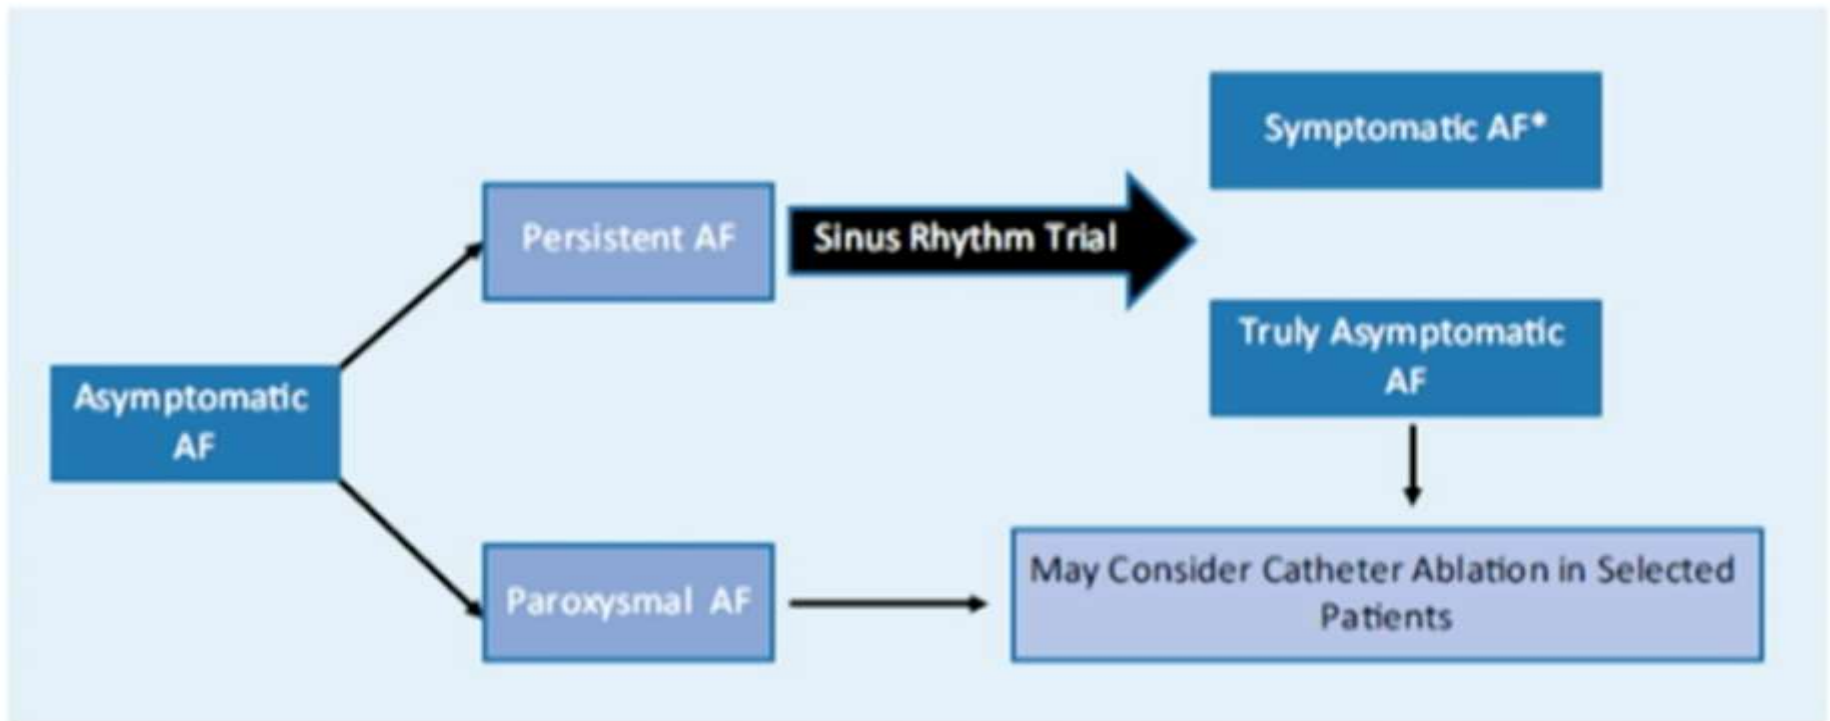 Symptomatic AF*
Persistent AF
Sinus Rhythm Trial
Truly Asymptomatic
AF
Asymptomatic
AF
Paroxysmal AF
May Consider Catheter Ablation in Selected
Patients